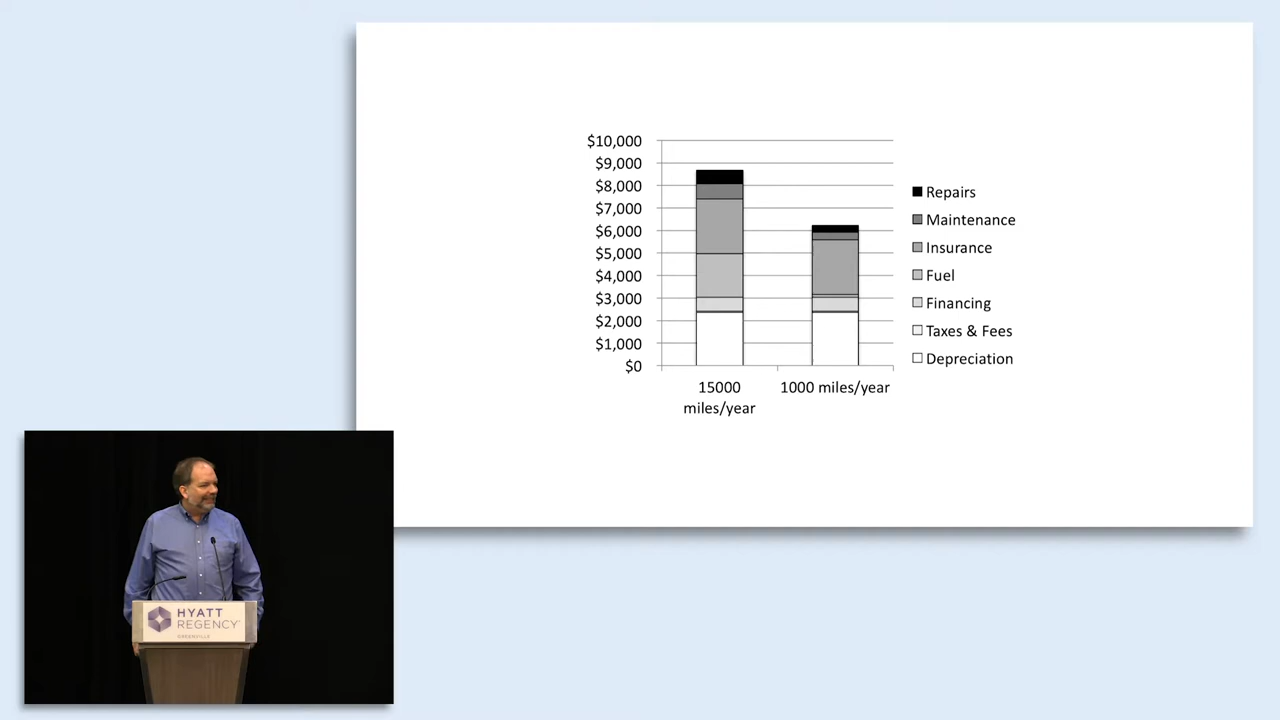 $10,000
$9,000
$8,000
$7,000
$6,000
$5,000
$4,000
$3,000
$2,000
$1,000
$0
15000
miles/year
1000 miles/year
Repairs
Maintenance
Insurance
Fuel
Financing
Taxes & Fees
Depreciation
HYATT
REGENCY
GREENVILLE